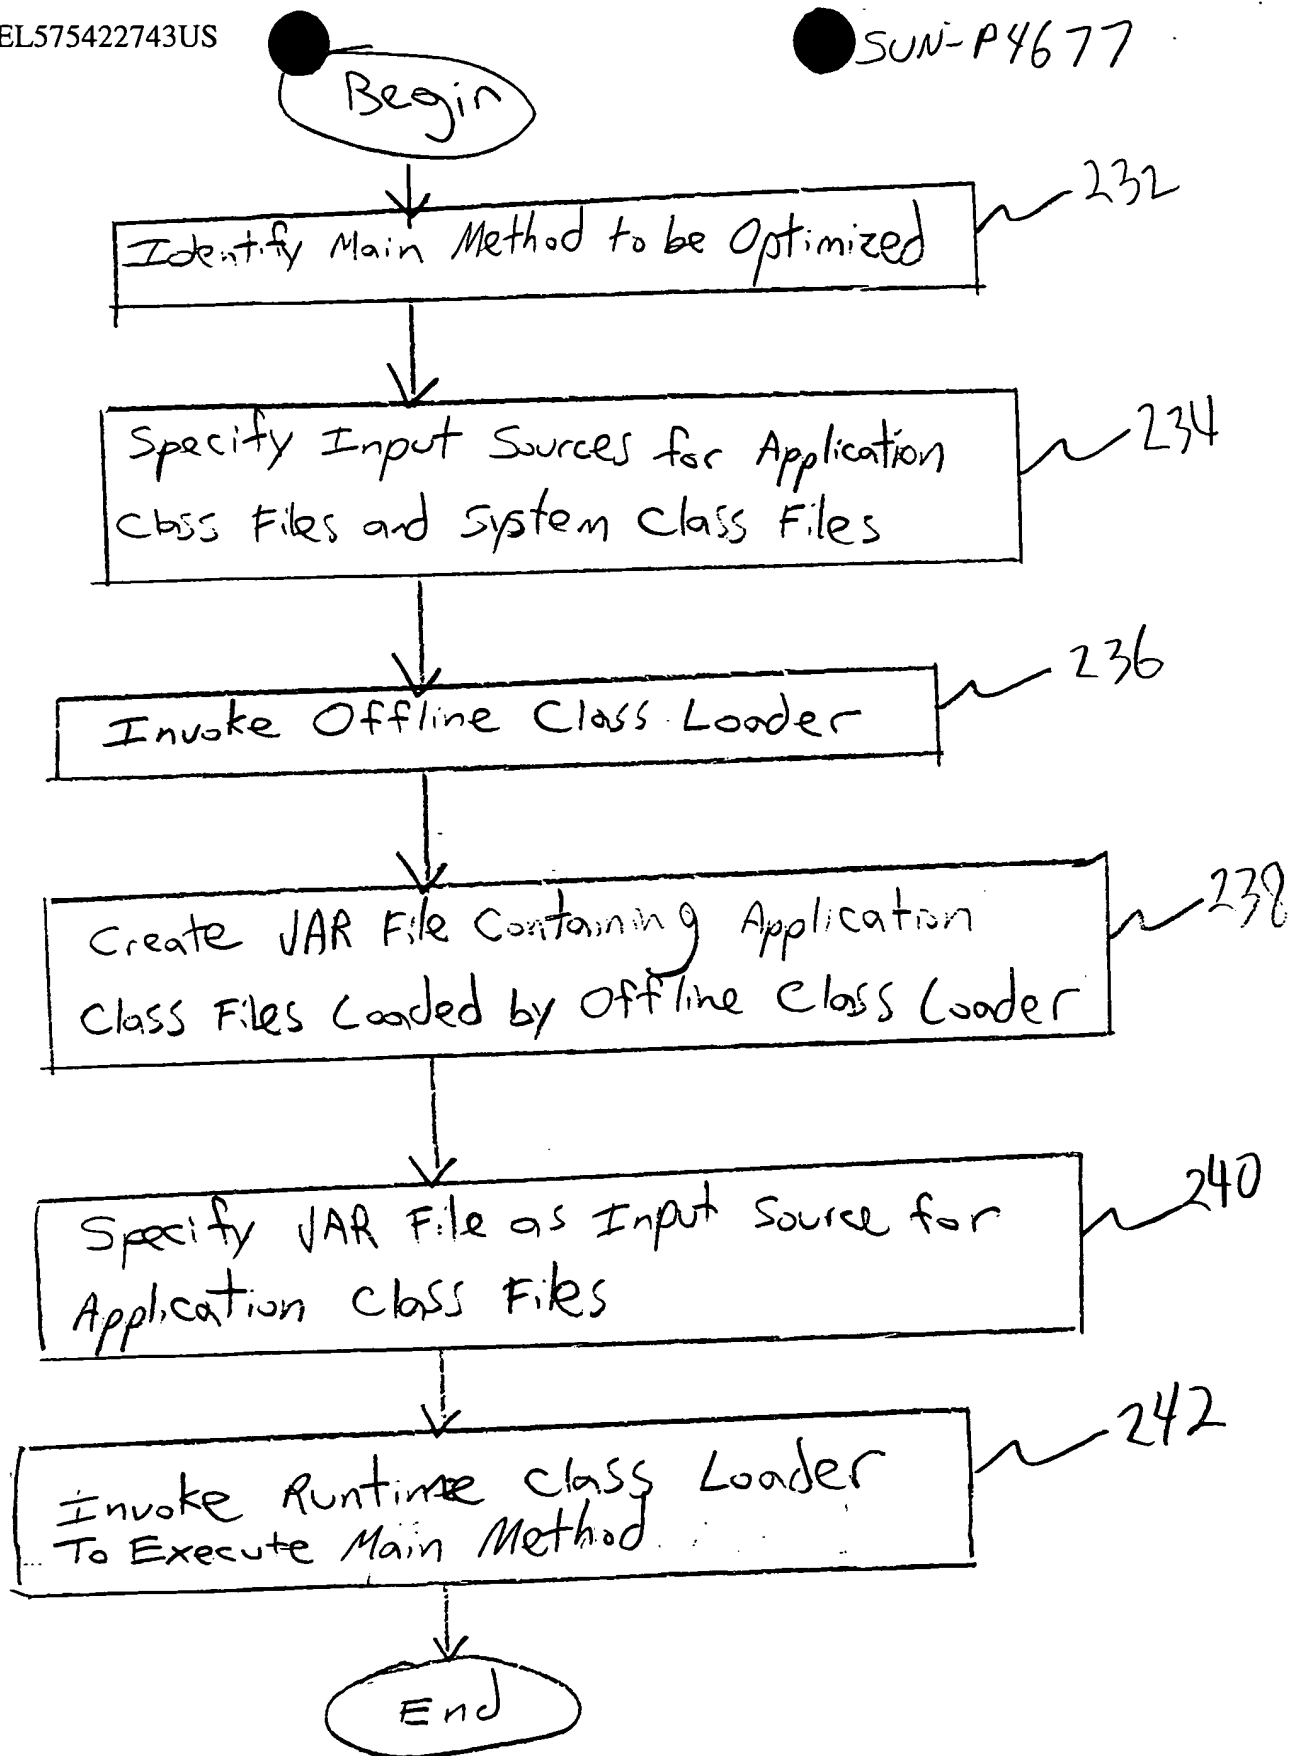 EL575422743US
SUN-P4677
Begin
232
Identify Main Method to be Optimized
234
Specify Input Sources for Application
Class Files and System Class Files
236
Invoke Offline Class Loader
238
Create JAR File Containing Application
Class Files Loaded by Offline Class Loader
240
Specify JAR File as Input Source for
Application Class Files
242
Invoke Runtime Class Loader
To Execute Main Method
End